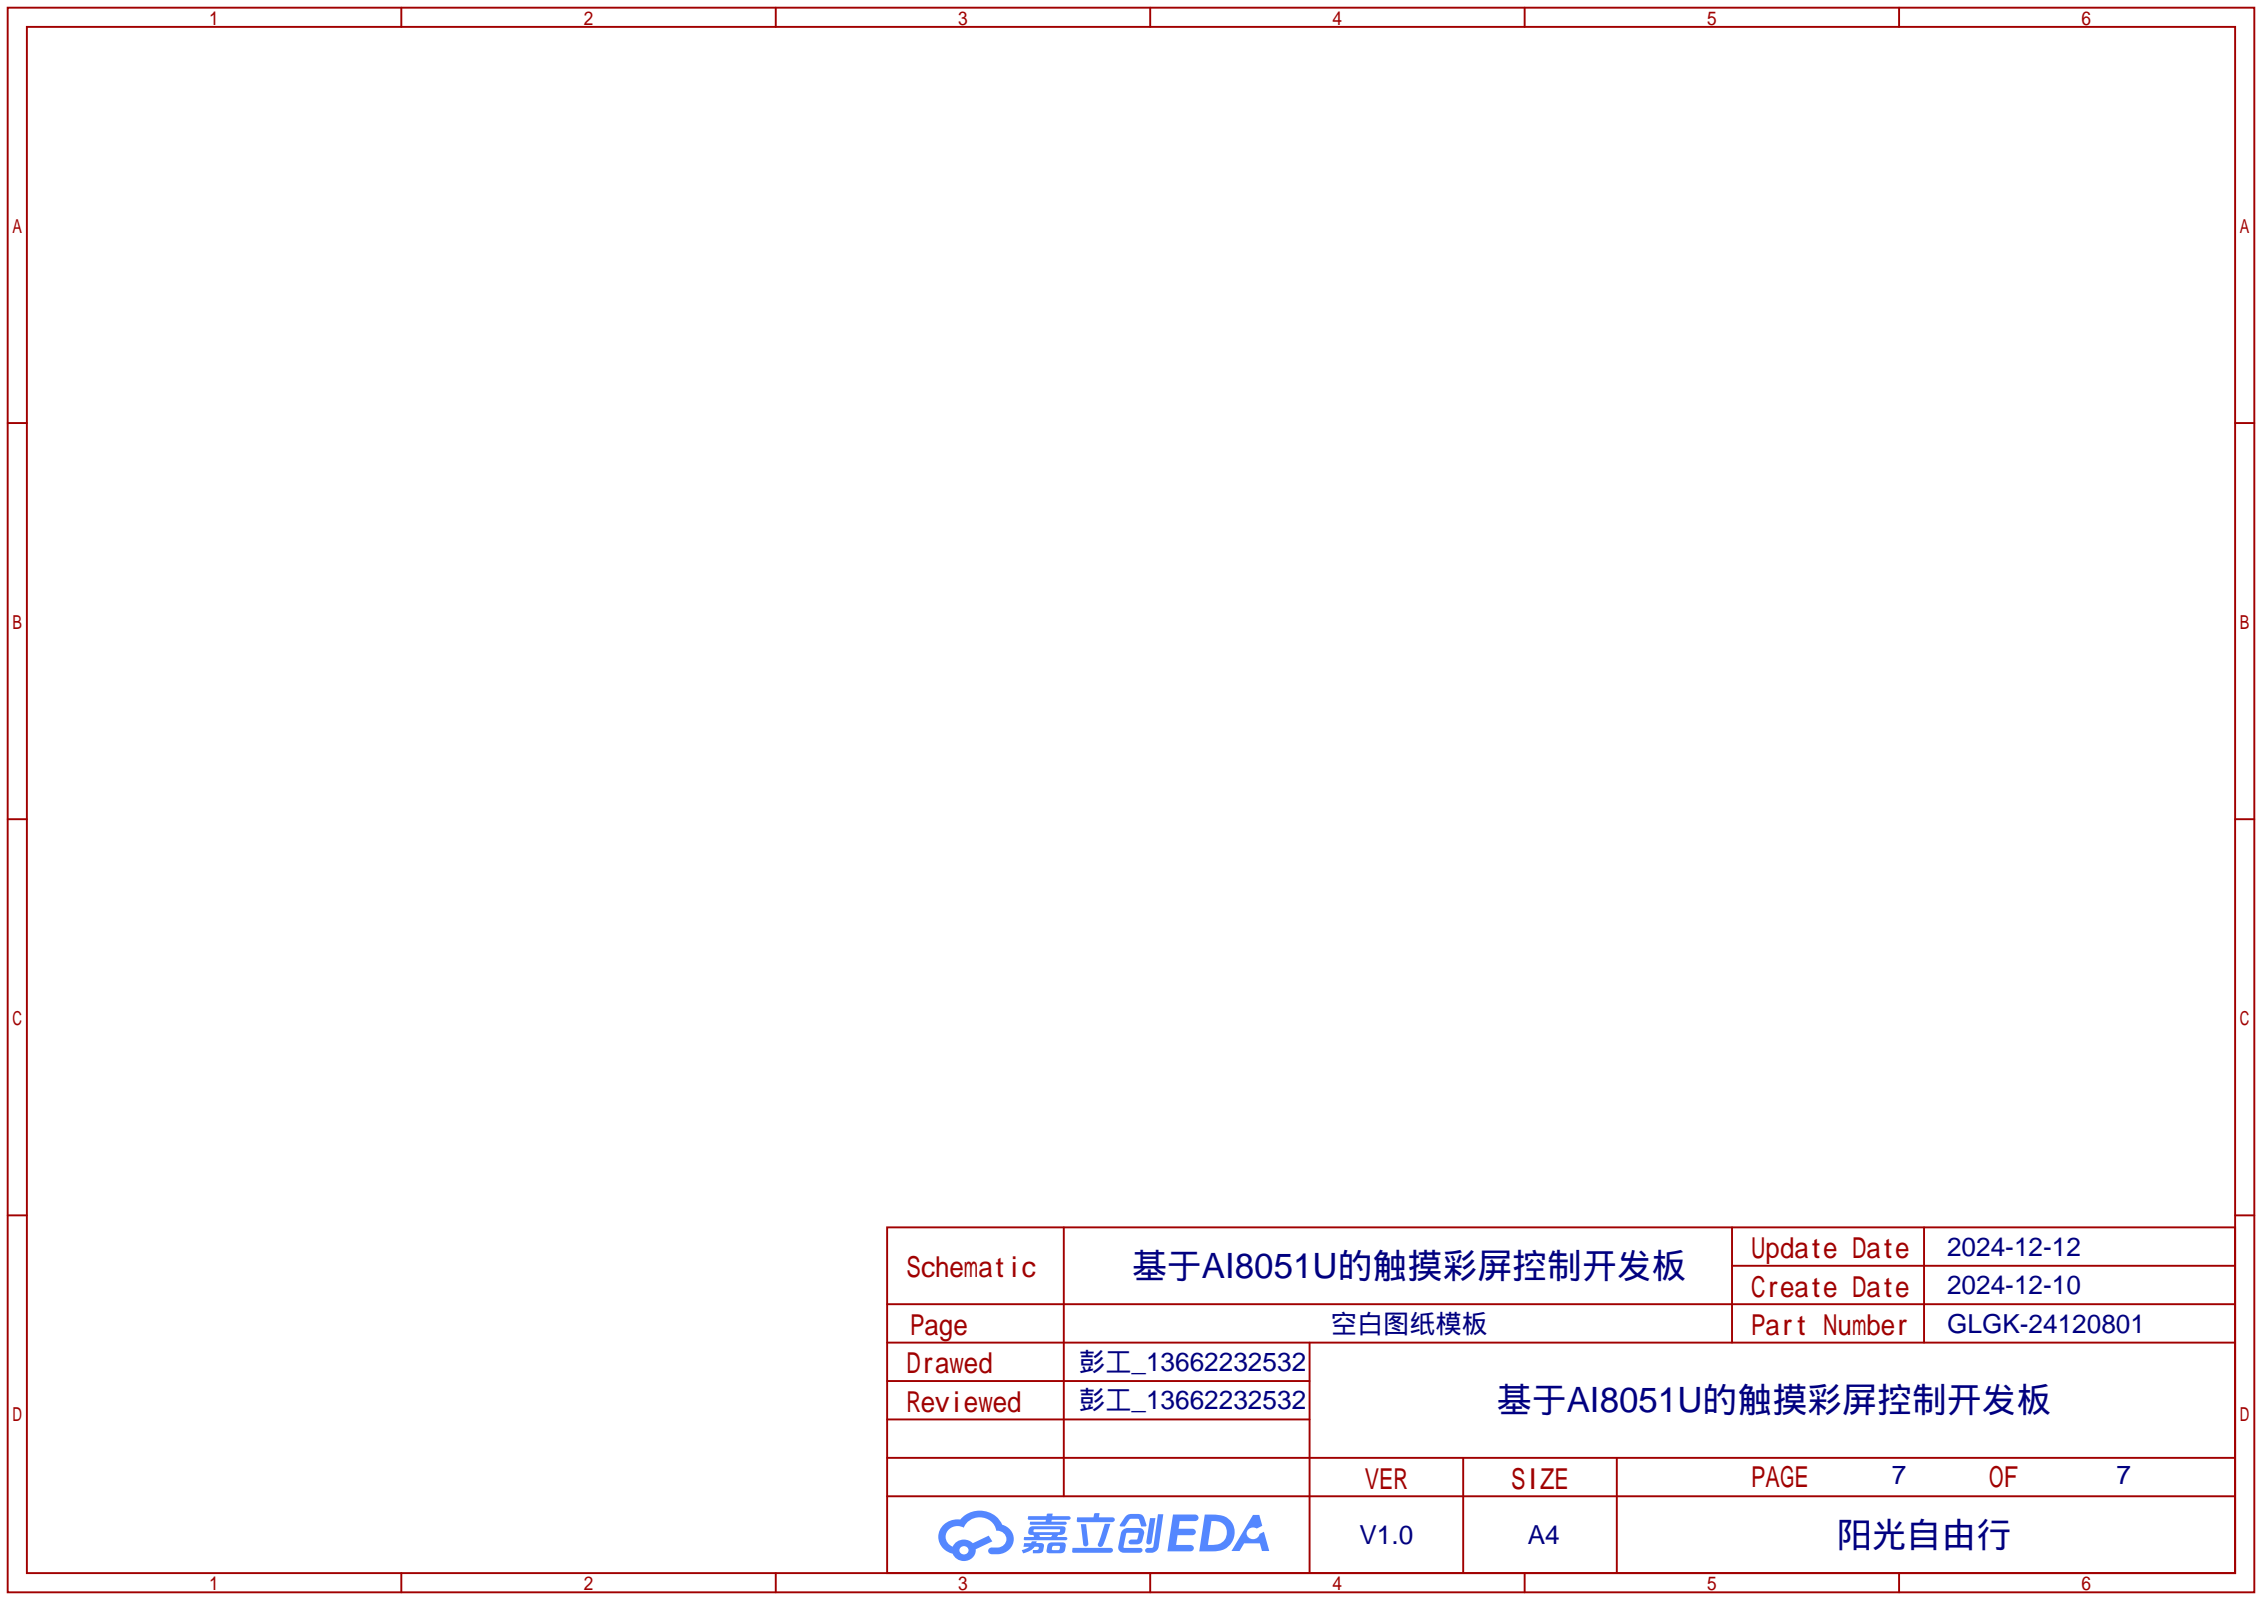 1 2 3 4 5 6
A A
B B
C C
D D
Schematic 基于AI8051U的触摸彩屏控制开发板 Update Date 2024-12-12
Create Date 2024-12-10
Page 空白图纸模板 Part Number GLGK-24120801
Drawed 彭工_13662232532
Reviewed 彭工_13662232532
基于AI8051U的触摸彩屏控制开发板
VER SIZE PAGE 7 OF 7
嘉立创EDA V1.0 A4 阳光自由行
1 2 3 4 5 6